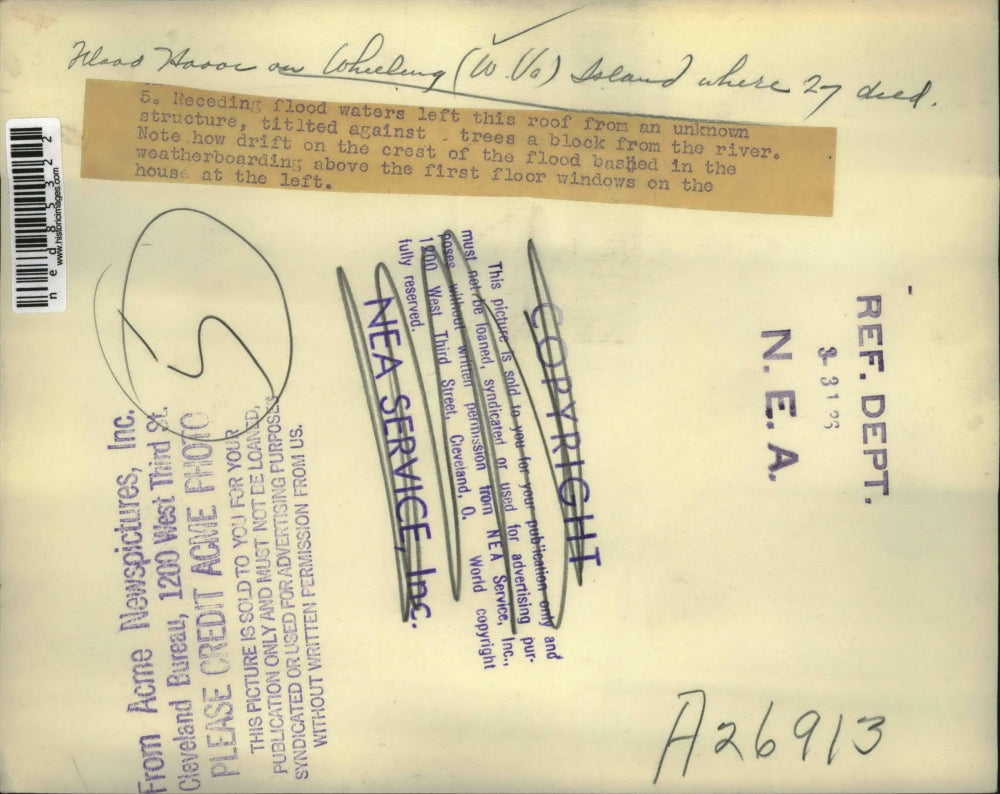 Flood Havoc on Wheeling (W. Va) Island where 27 died.
5. Receding flood waters left this roof from an unknown
structure, titlted against trees a block from the river.
Note how drift on the crest of the flood bashed in the
weatherboarding above the first floor windows on the
house at the left.
ned85322
www.historicimages.com
5
From Acme Newspictures, Inc.
Cleveland Bureau, 1200 West Third St.
PLEASE CREDIT ACME PHOTO
THIS PICTURE IS SOLD TO YOU FOR YOUR
PUBLICATION ONLY AND MUST NOT BE LOANED,
SYNDICATED OR USED FOR ADVERTISING PURPOSES
WITHOUT WRITTEN PERMISSION FROM US.
COPYRIGHT
This picture is sold to you for your publication only and
must not be loaned, syndicated or used for advertising pur-
poses without written permission from NEA Service, Inc.,
1200 West Third Street, Cleveland, O. World copyright
fully reserved.
NEA SERVICE, Inc.
REF. DEPT.
N. E. A.
A26913